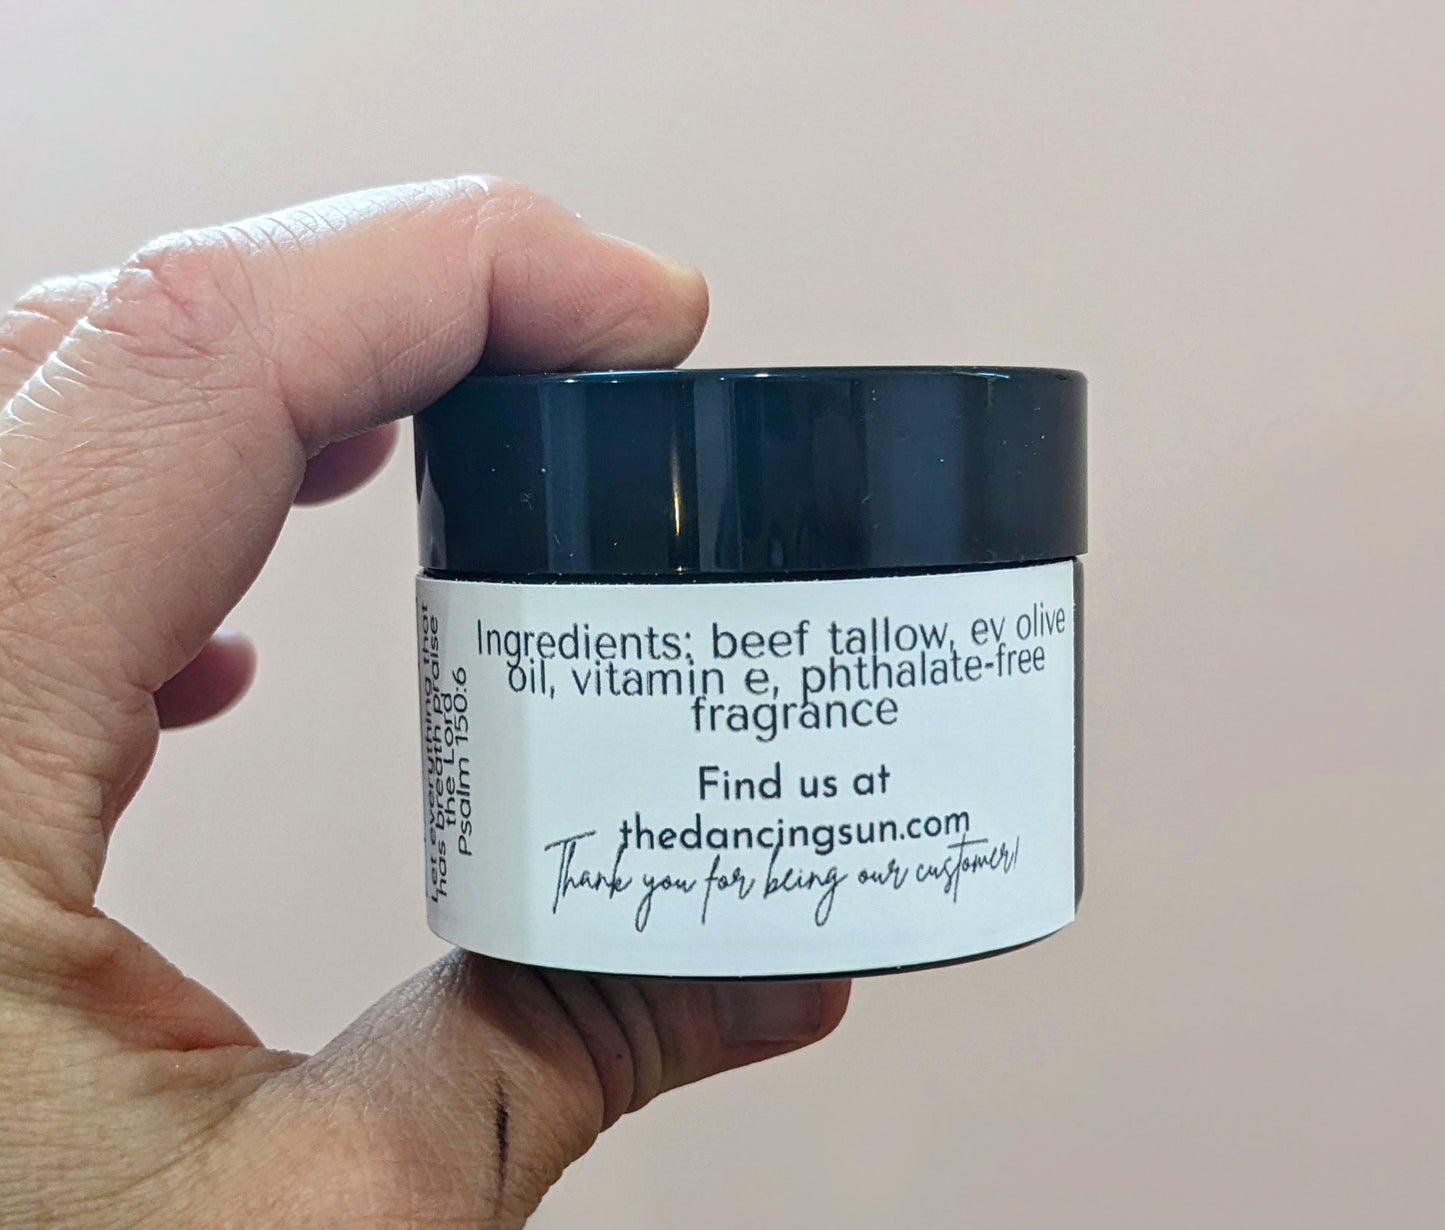 Let everything that
has breath praise
the Lord
Psalm 150:6
Ingredients: beef tallow, ev olive
oil, vitamin e, phthalate-free
fragrance
Find us at
thedancingsun.com
Thank you for being our customer!